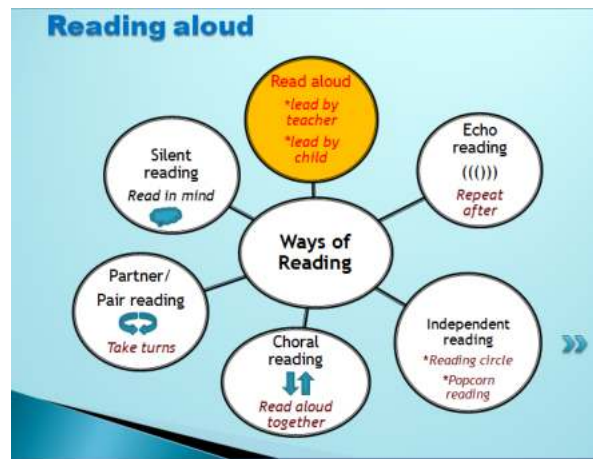 Reading aloud
Read aloud
*lead by
teacher
*lead by
child
Echo
reading
((()))
Repeat
after
Silent
reading
Read in mind
Ways of
Reading
Partner/
Pair reading
Take turns
Independent
reading
*Reading circle
*Popcorn
reading
Choral
reading
Read aloud
together